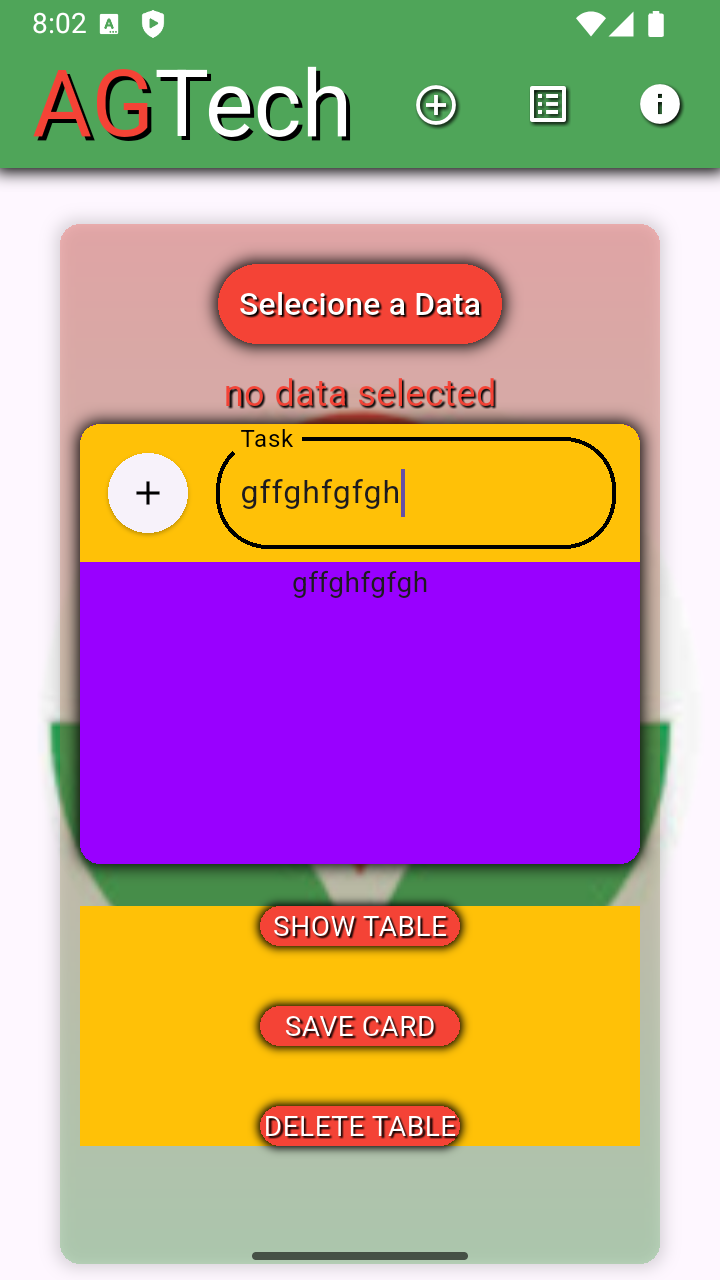 8:02
AGTech
Selecione a Data
no data selected
Task
gffghfgfgh
gffghfgfgh
SHOW TABLE
SAVE CARD
DELETE TABLE